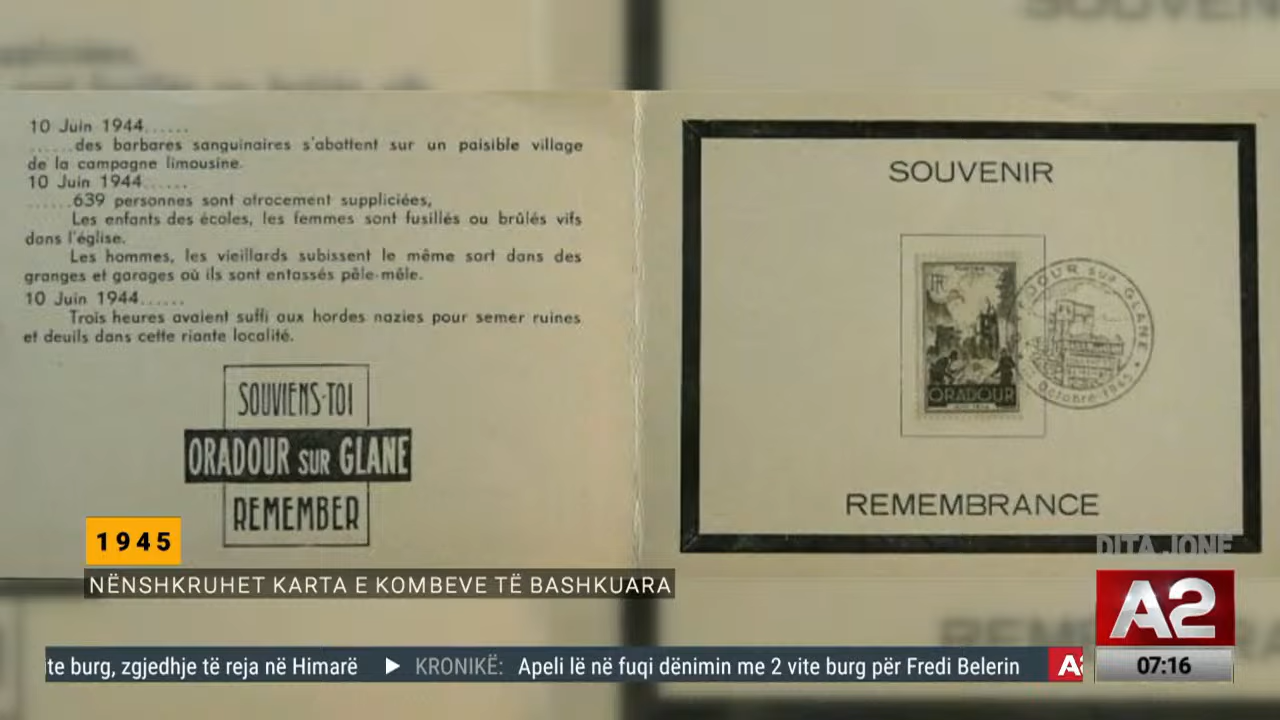 10 Juin 1944......
......des barbares sanguinaires s'abattent sur un paisible village
de la campagne limousine.
10 Juin 1944......
......639 personnes sont atrocement suppliciées,
Les enfants des écoles, les femmes sont fusillés ou brûlés vifs
dans l'église.
Les hommes, les vieillards subissent le même sort dans des
granges et garages où ils sont entassés pêle-mêle.
10 Juin 1944......
Trois heures avaient suffi aux hordes nazies pour semer ruines
et deuils dans cette riante localité.
SOUVIENS-TOI
ORADOUR SUR GLANE
REMEMBER
SOUVENIR
RF
ORADOUR
DOUR SUR GLANE
Octobre 1945
REMEMBRANCE
1945
NËNSHKRUHET KARTA E KOMBEVE TË BASHKUARA
DITA JONË
A2
07:16
te burg, zgjedhje të reja në Himarë
KRONIKË: Apeli lë në fuqi dënimin me 2 vite burg për Fredi Belerin